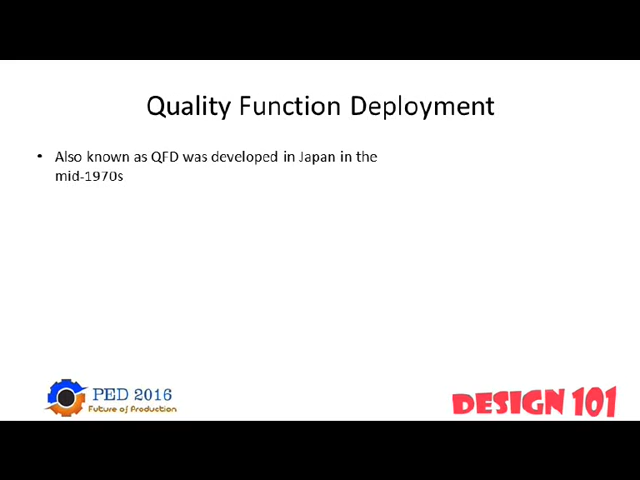 Quality Function Deployment
• Also known as QFD was developed in Japan in the
mid-1970s
PED 2016
Future of Production
DESIGN 101